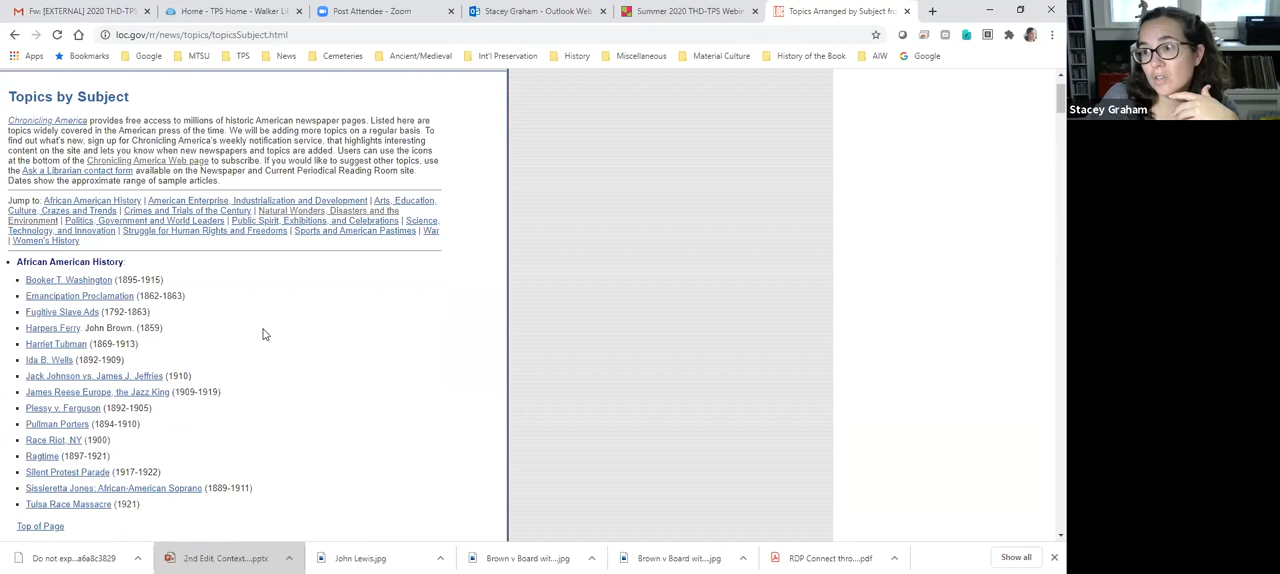 Fw: [EXTERNAL] 2020 THD-TPS
Home - TPS Home - Walker Li
Post Attendee - Zoom
Stacey Graham - Outlook Web
Summer 2020 THD-TPS Webin
Topics Arranged by Subject fro
loc.gov/rr/news/topics/topicsSubject.html
Apps Bookmarks Google MTSU TPS News Cemeteries Ancient/Medieval Int'l Preservation History Miscellaneous Material Culture History of the Book AIW Google
Stacey Graham
Topics by Subject
Chronicling America provides free access to millions of historic American newspaper pages. Listed here are
topics widely covered in the American press of the time. We will be adding more topics on a regular basis. To
find out what's new, sign up for Chronicling America's weekly notification service, that highlights interesting
content on the site and lets you know when new newspapers and topics are added. Users can use the icons
at the bottom of the Chronicling America Web page to subscribe. If you would like to suggest other topics, use
the Ask a Librarian contact form available on the Newspaper and Current Periodical Reading Room site.
Dates show the approximate range of sample articles.
Jump to: African American History | American Enterprise, Industrialization and Development | Arts, Education,
Culture, Crazes and Trends | Crimes and Trials of the Century | Natural Wonders, Disasters and the
Environment | Politics, Government and World Leaders | Public Spirit, Exhibitions, and Celebrations | Science,
Technology, and Innovation | Struggle for Human Rights and Freedoms | Sports and American Pastimes | War
| Women's History
African American History:
Booker T. Washington (1895-1915)
Emancipation Proclamation (1862-1863)
Fugitive Slave Ads (1792-1863)
Harpers Ferry. John Brown. (1859)
Harriet Tubman (1869-1913)
Ida B. Wells (1892-1909)
Jack Johnson vs. James J. Jeffries (1910)
James Reese Europe, the Jazz King (1909-1919)
Plessy v. Ferguson (1892-1905)
Pullman Porters (1894-1910)
Race Riot, NY (1900)
Ragtime (1897-1921)
Silent Protest Parade (1917-1922)
Sissieretta Jones: African-American Soprano (1889-1911)
Tulsa Race Massacre (1921)
Top of Page
Do not exp....a6a8c3829
2nd Edit, Context....pptx
John Lewis.jpg
Brown v Board wit....jpg
Brown v Board wit....jpg
RDP Connect thro....pdf
Show all